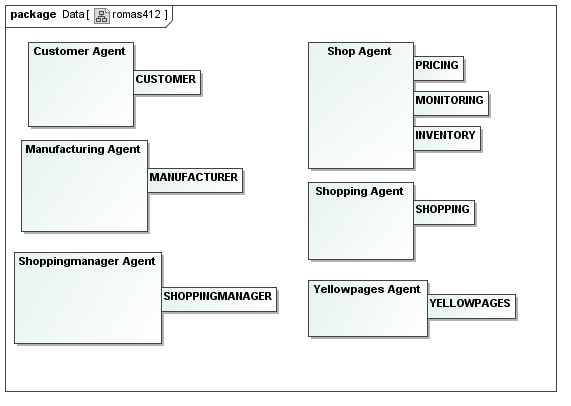 package Data [ romas412 ]
Customer Agent
CUSTOMER
Manufacturing Agent
MANUFACTURER
Shoppingmanager Agent
SHOPPINGMANAGER
Shop Agent
PRICING
MONITORING
INVENTORY
Shopping Agent
SHOPPING
Yellowpages Agent
YELLOWPAGES